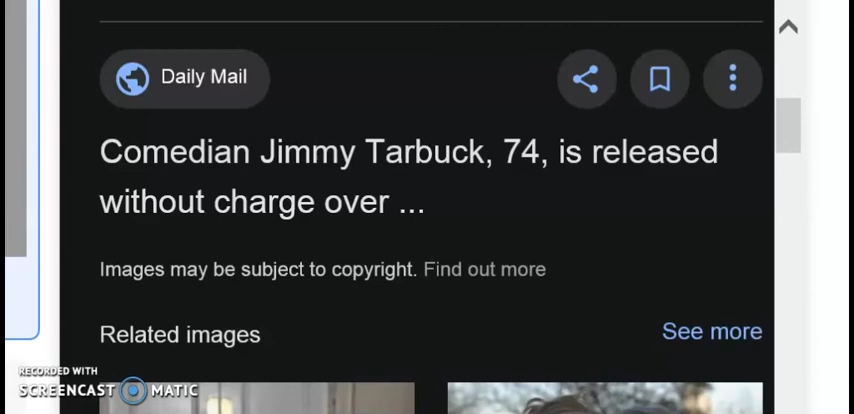 Daily Mail
Comedian Jimmy Tarbuck, 74, is released
without charge over ...
Images may be subject to copyright. Find out more
Related images
See more
RECORDED WITH
SCREENCAST MATIC